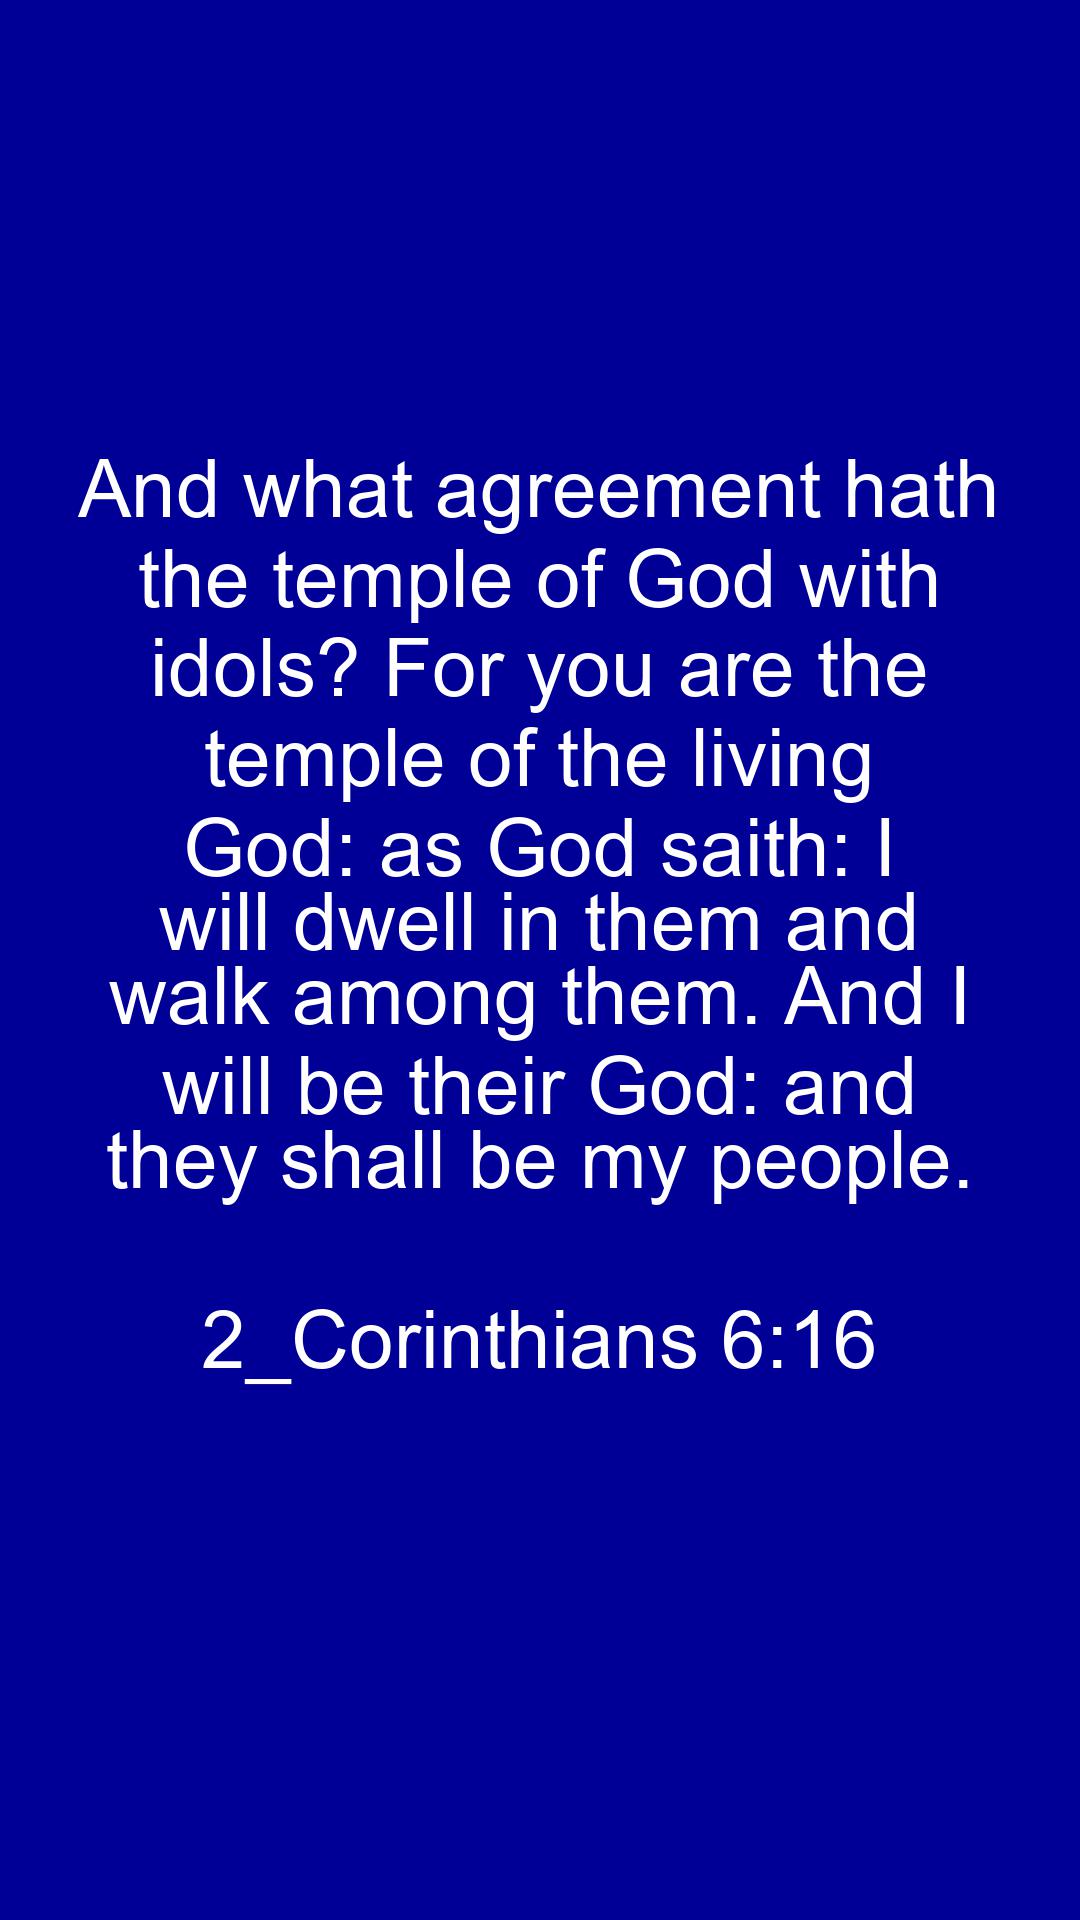 And what agreement hath
the temple of God with
idols? For you are the
temple of the living
God: as God saith: I
will dwell in them and
walk among them. And I
will be their God: and
they shall be my people.
2_Corinthians 6:16